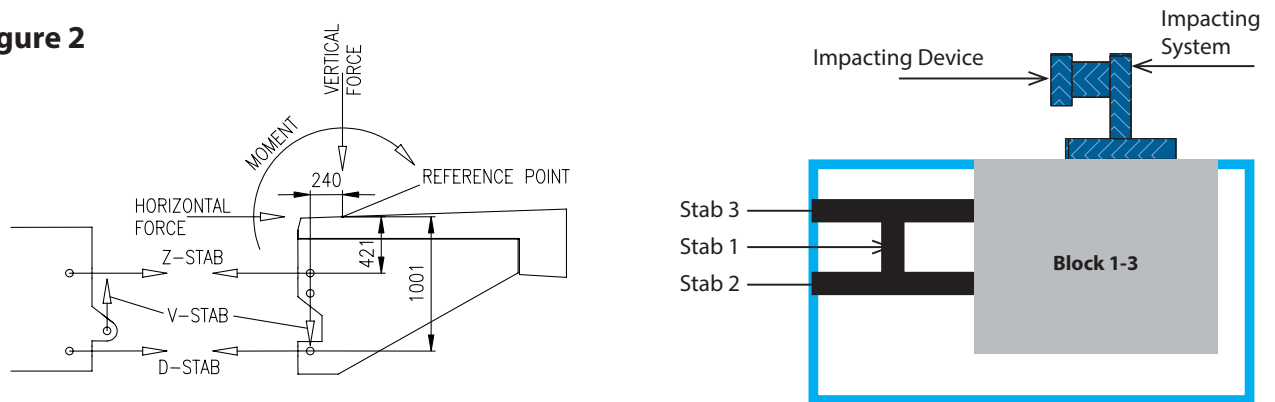 gure 2
VERTICAL
FORCE
MOMENT
240
REFERENCE POINT
HORIZONTAL
FORCE
Z-STAB
421
1001
V-STAB
D-STAB
Impacting
System
Impacting Device
Stab 3
Stab 1
Stab 2
Block 1-3